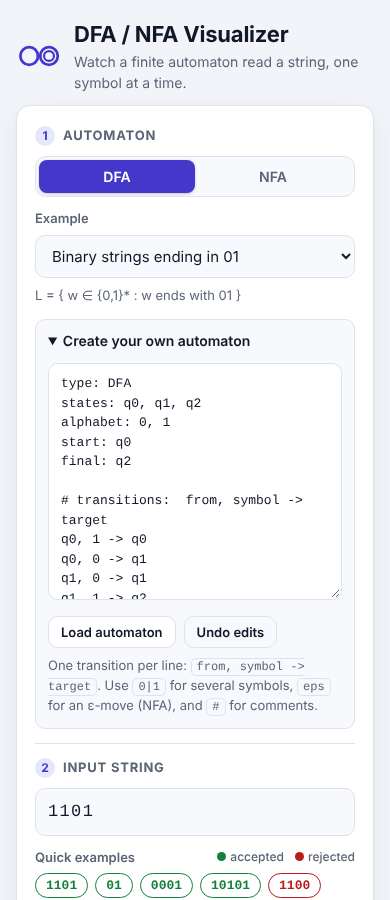 DFA / NFA Visualizer
Watch a finite automaton read a string, one
symbol at a time.
1 AUTOMATON
DFA NFA
Example
Binary strings ending in 01
L = { w ∈ {0,1}* : w ends with 01 }
▼ Create your own automaton
type: DFA
states: q0, q1, q2
alphabet: 0, 1
start: q0
final: q2
# transitions:  from, symbol ->
target
q0, 1 -> q0
q0, 0 -> q1
q1, 0 -> q1
q1, 1 -> q2
Load automaton Undo edits
One transition per line: from, symbol ->
target. Use 0|1 for several symbols, eps
for an ε-move (NFA), and # for comments.
2 INPUT STRING
1101
Quick examples accepted rejected
1101 01 0001 10101 1100